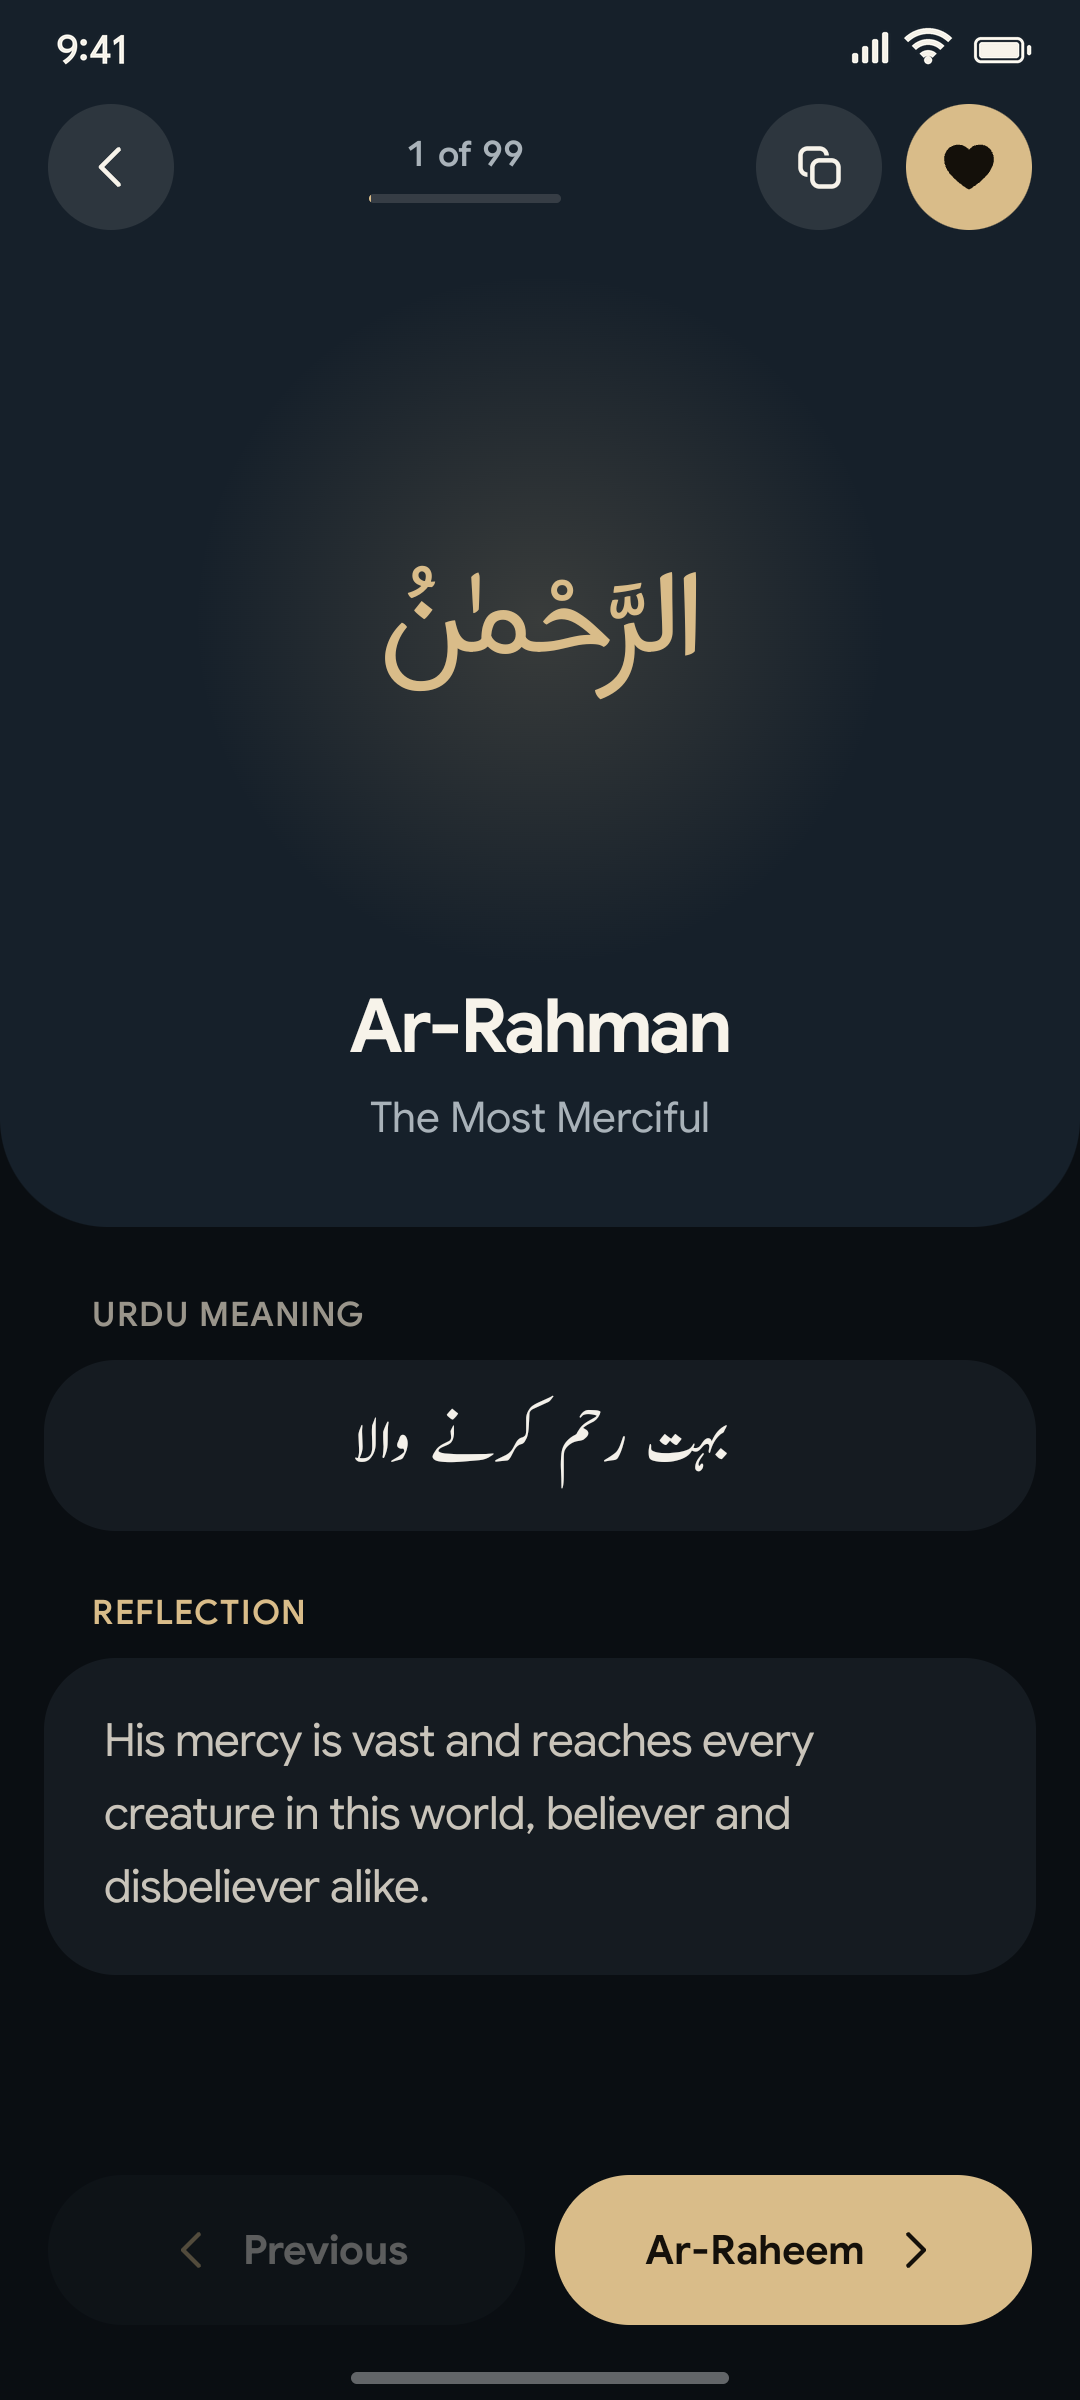 9:41
1 of 99
الرَّحْمٰنُ
Ar-Rahman
The Most Merciful
URDU MEANING
بہت رحم کرنے والا
REFLECTION
His mercy is vast and reaches every
creature in this world, believer and
disbeliever alike.
Previous
Ar-Raheem